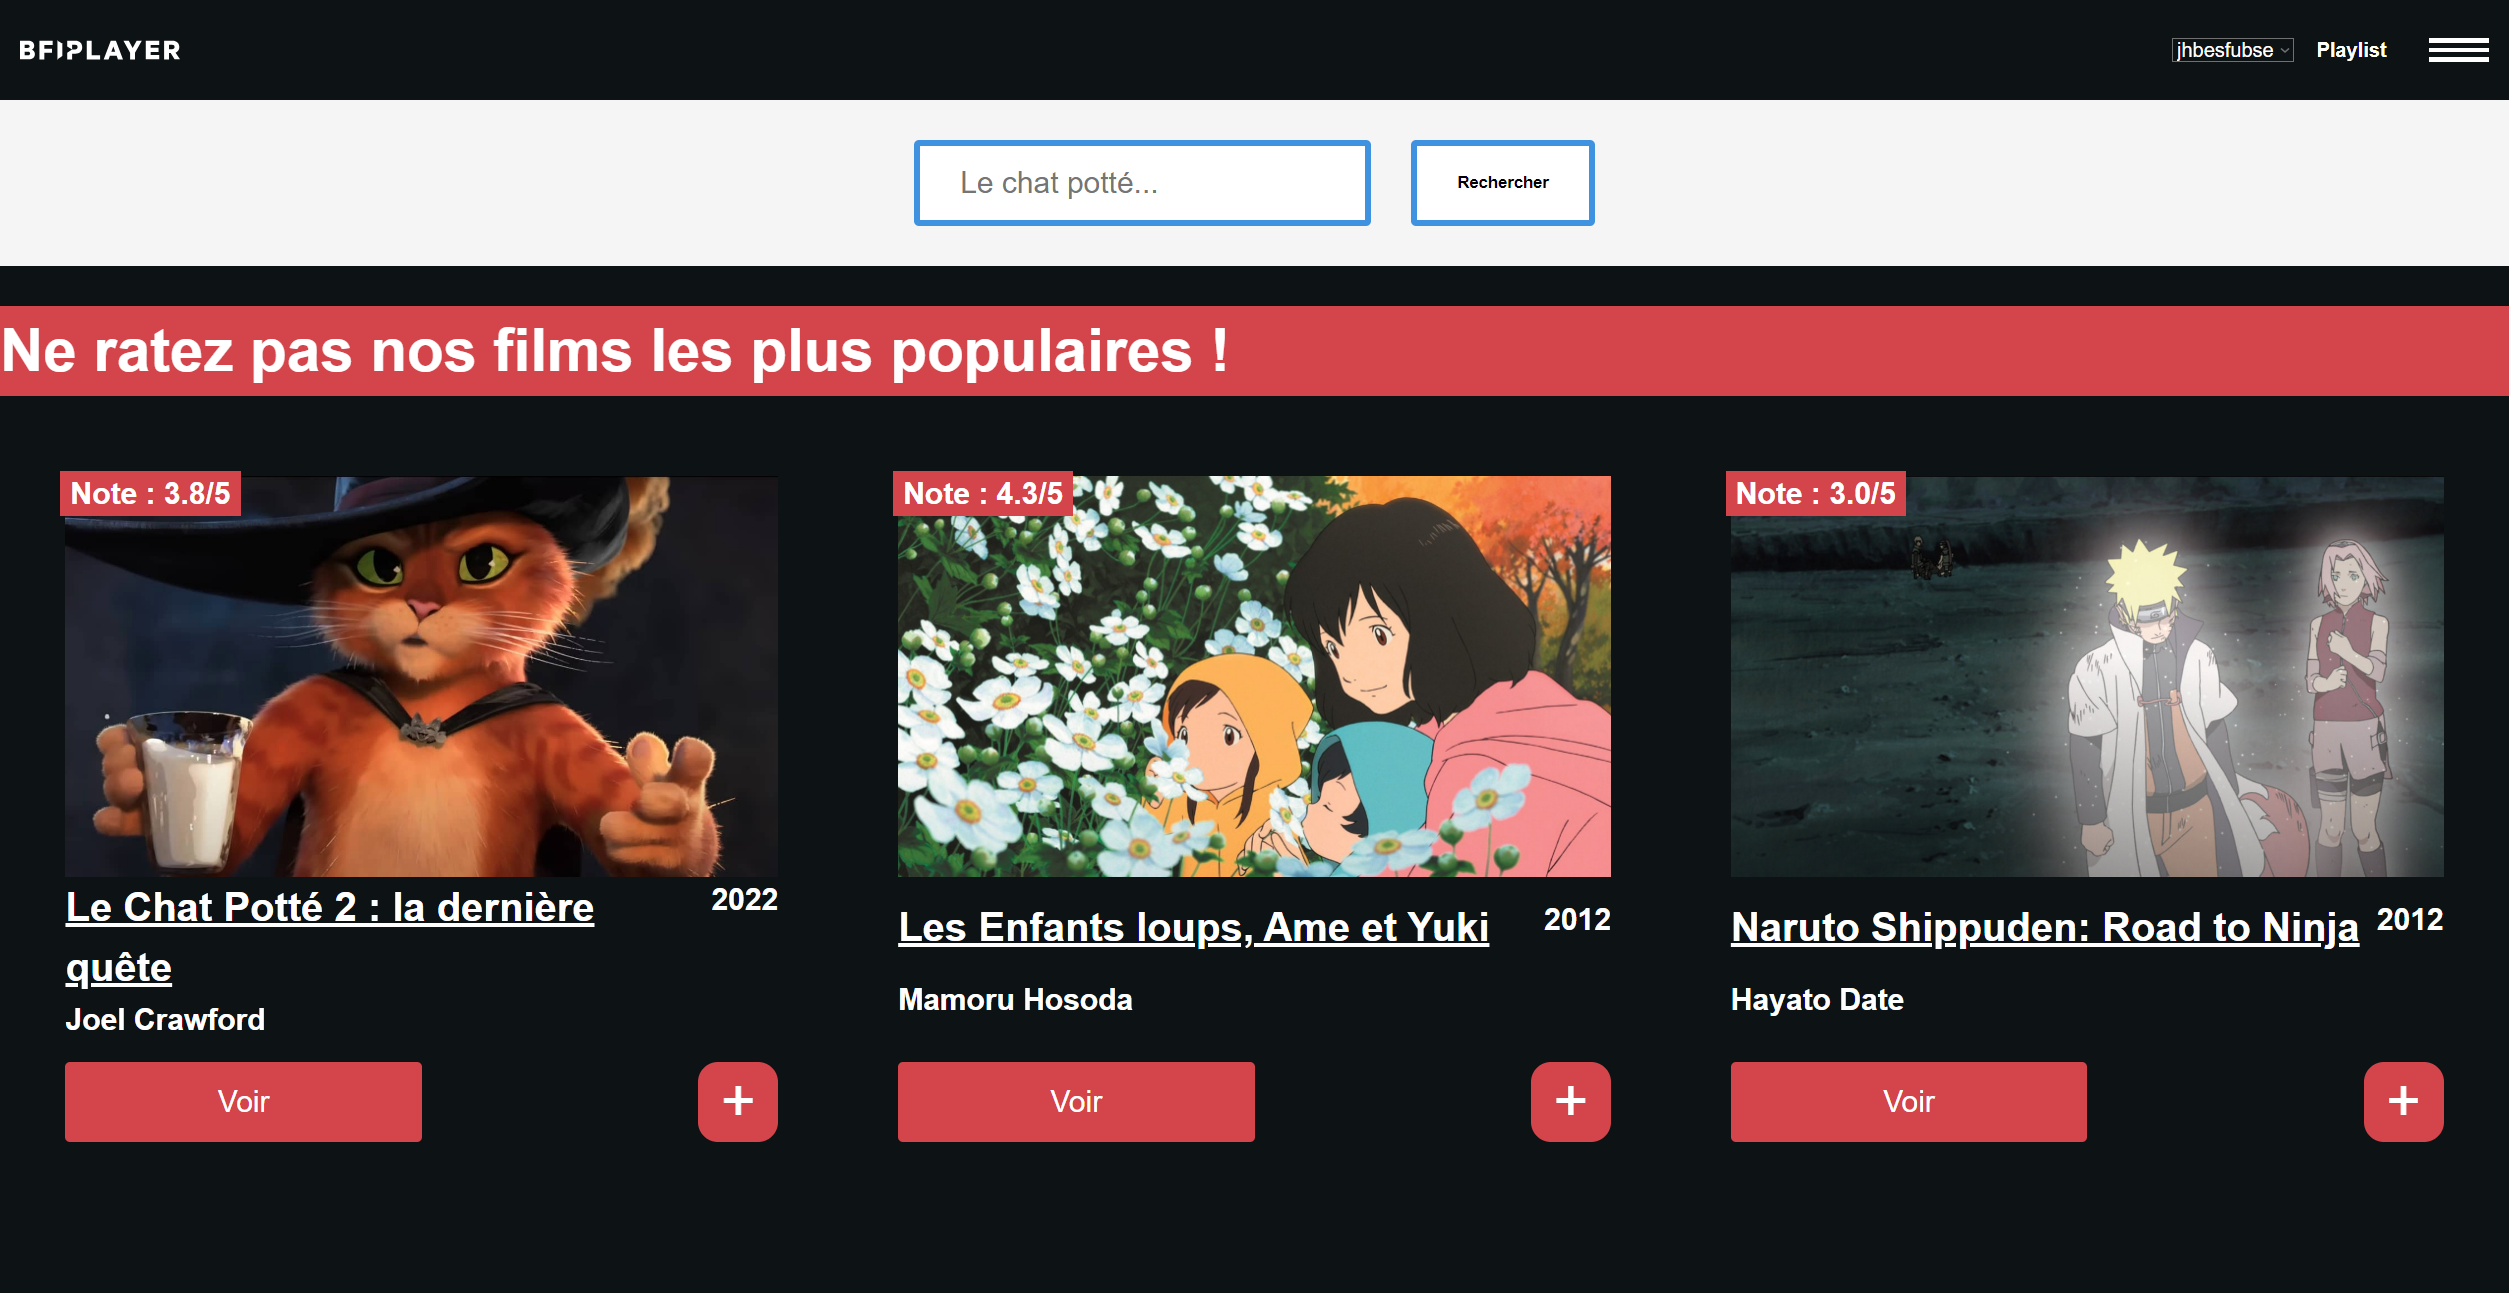 BFIPLAYER
jhbesfubse
Playlist
Le chat potté...
Rechercher
Ne ratez pas nos films les plus populaires !
Note : 3.8/5
Note : 4.3/5
Note : 3.0/5
Le Chat Potté 2 : la dernière
quête
2022
Joel Crawford
Les Enfants loups, Ame et Yuki
2012
Mamoru Hosoda
Naruto Shippuden: Road to Ninja
2012
Hayato Date
Voir
+
Voir
+
Voir
+